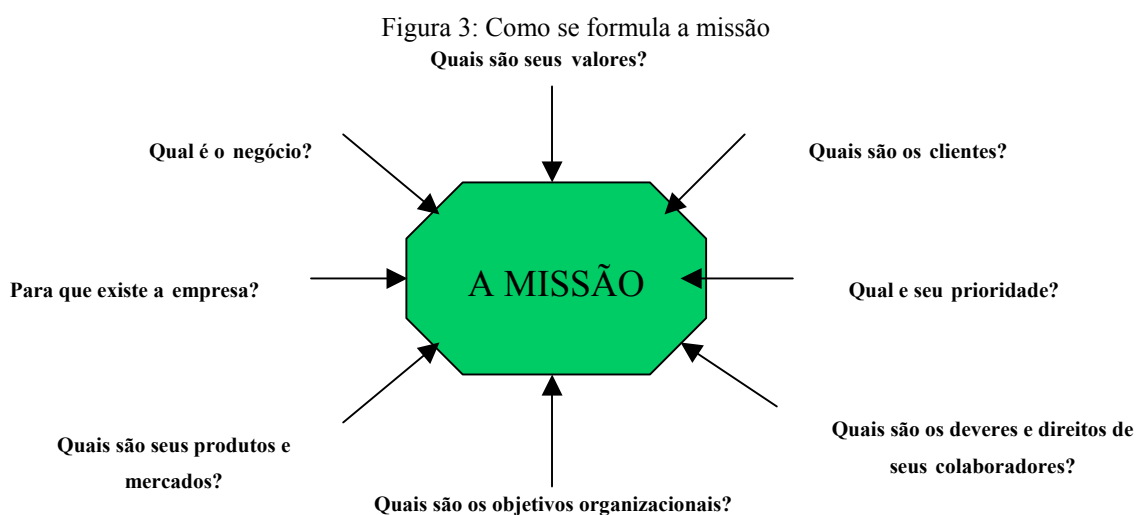 Figura 3: Como se formula a missão
Quais são seus valores?
Qual é o negócio?
Quais são os clientes?
Para que existe a empresa?
A MISSÃO
Qual e seu prioridade?
Quais são seus produtos e
mercados?
Quais são os deveres e direitos de
seus colaboradores?
Quais são os objetivos organizacionais?